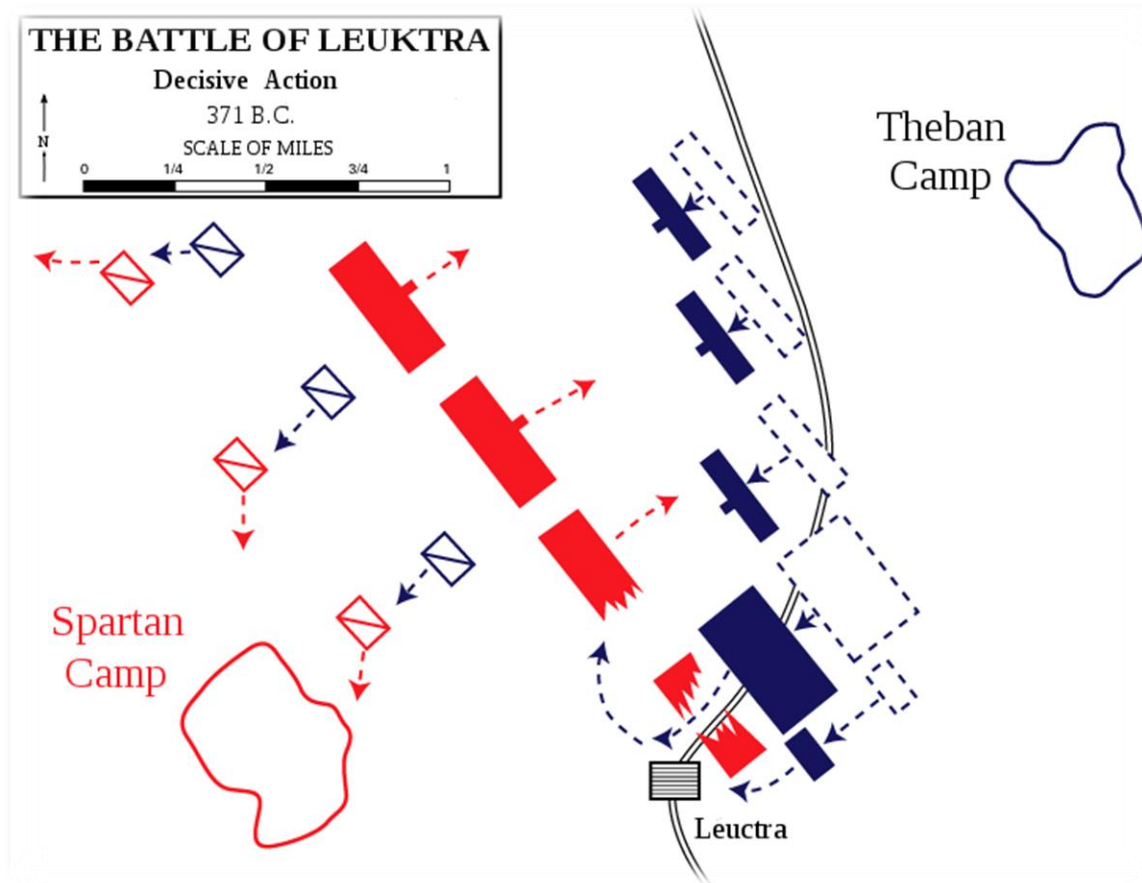 THE BATTLE OF LEUKTRA
Decisive Action
371 B.C.
N
SCALE OF MILES
0 1/4 1/2 3/4 1
Theban
Camp
Spartan
Camp
Leuctra